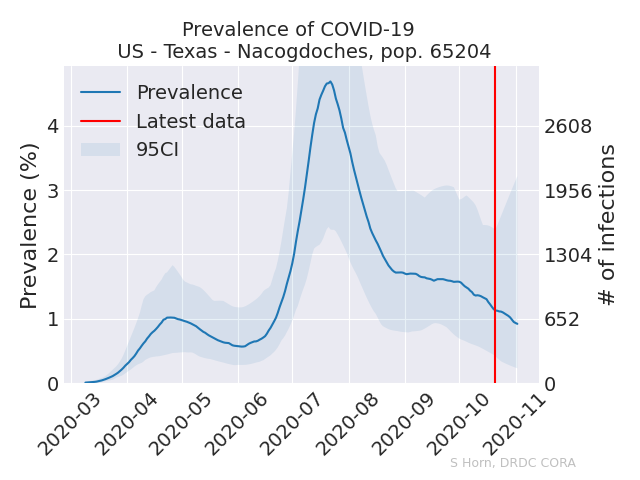 Prevalence of COVID-19
US - Texas - Nacogdoches, pop. 65204
Prevalence
Latest data
95CI
Prevalence (%)
4
3
2
1
0
2608
1956
1304
652
0
# of infections
2020-03
2020-04
2020-05
2020-06
2020-07
2020-08
2020-09
2020-10
2020-11
S Horn, DRDC CORA